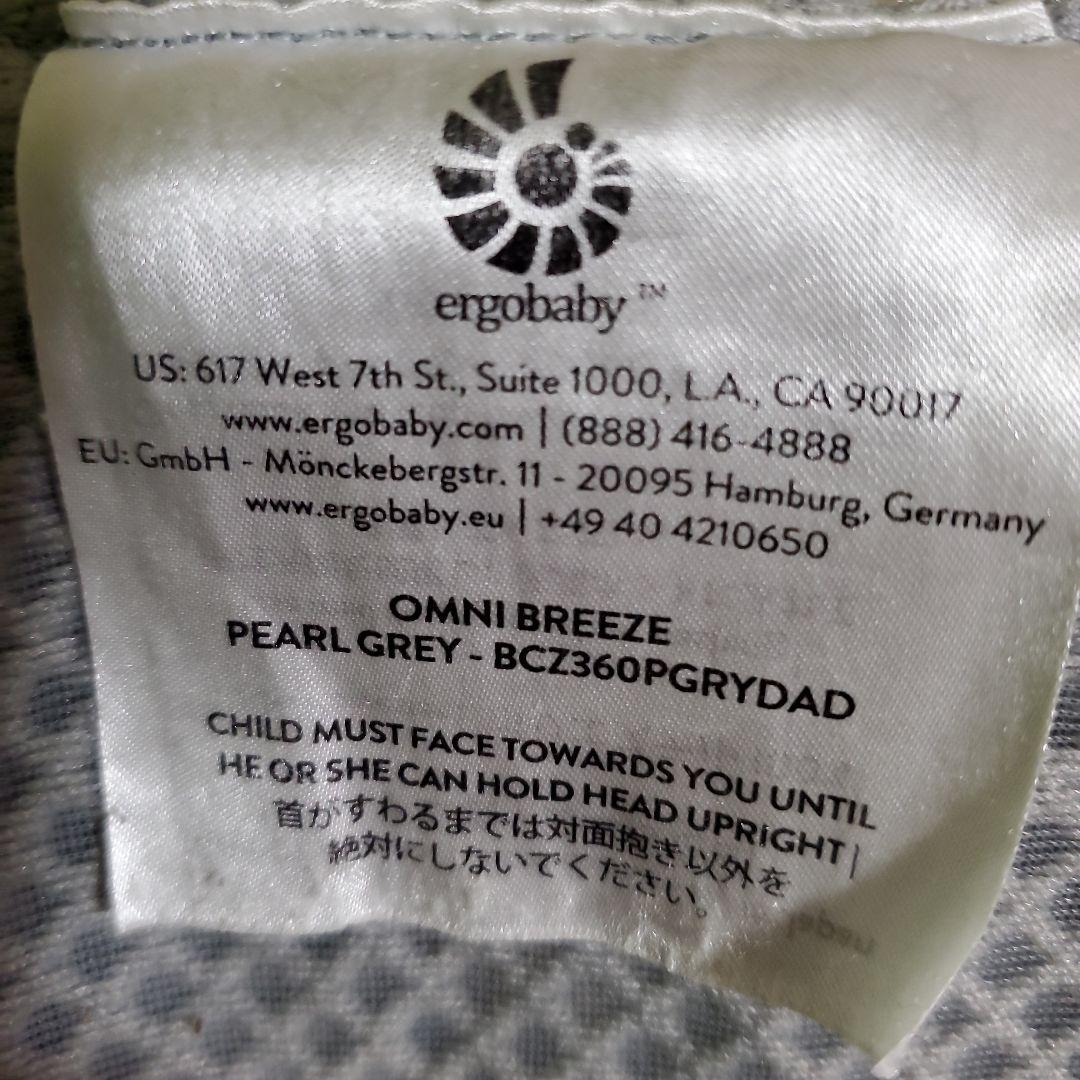 ergobaby™
US: 617 West 7th St., Suite 1000, L.A., CA 90017
www.ergobaby.com | (888) 416-4888
EU: GmbH - Mönckebergstr. 11 - 20095 Hamburg, Germany
www.ergobaby.eu | +49 40 4210650
OMNI BREEZE
PEARL GREY - BCZ360PGRYDAD
CHILD MUST FACE TOWARDS YOU UNTIL
HE OR SHE CAN HOLD HEAD UPRIGHT |
首がすわるまでは対面抱き以外を
絶対にしないでください。